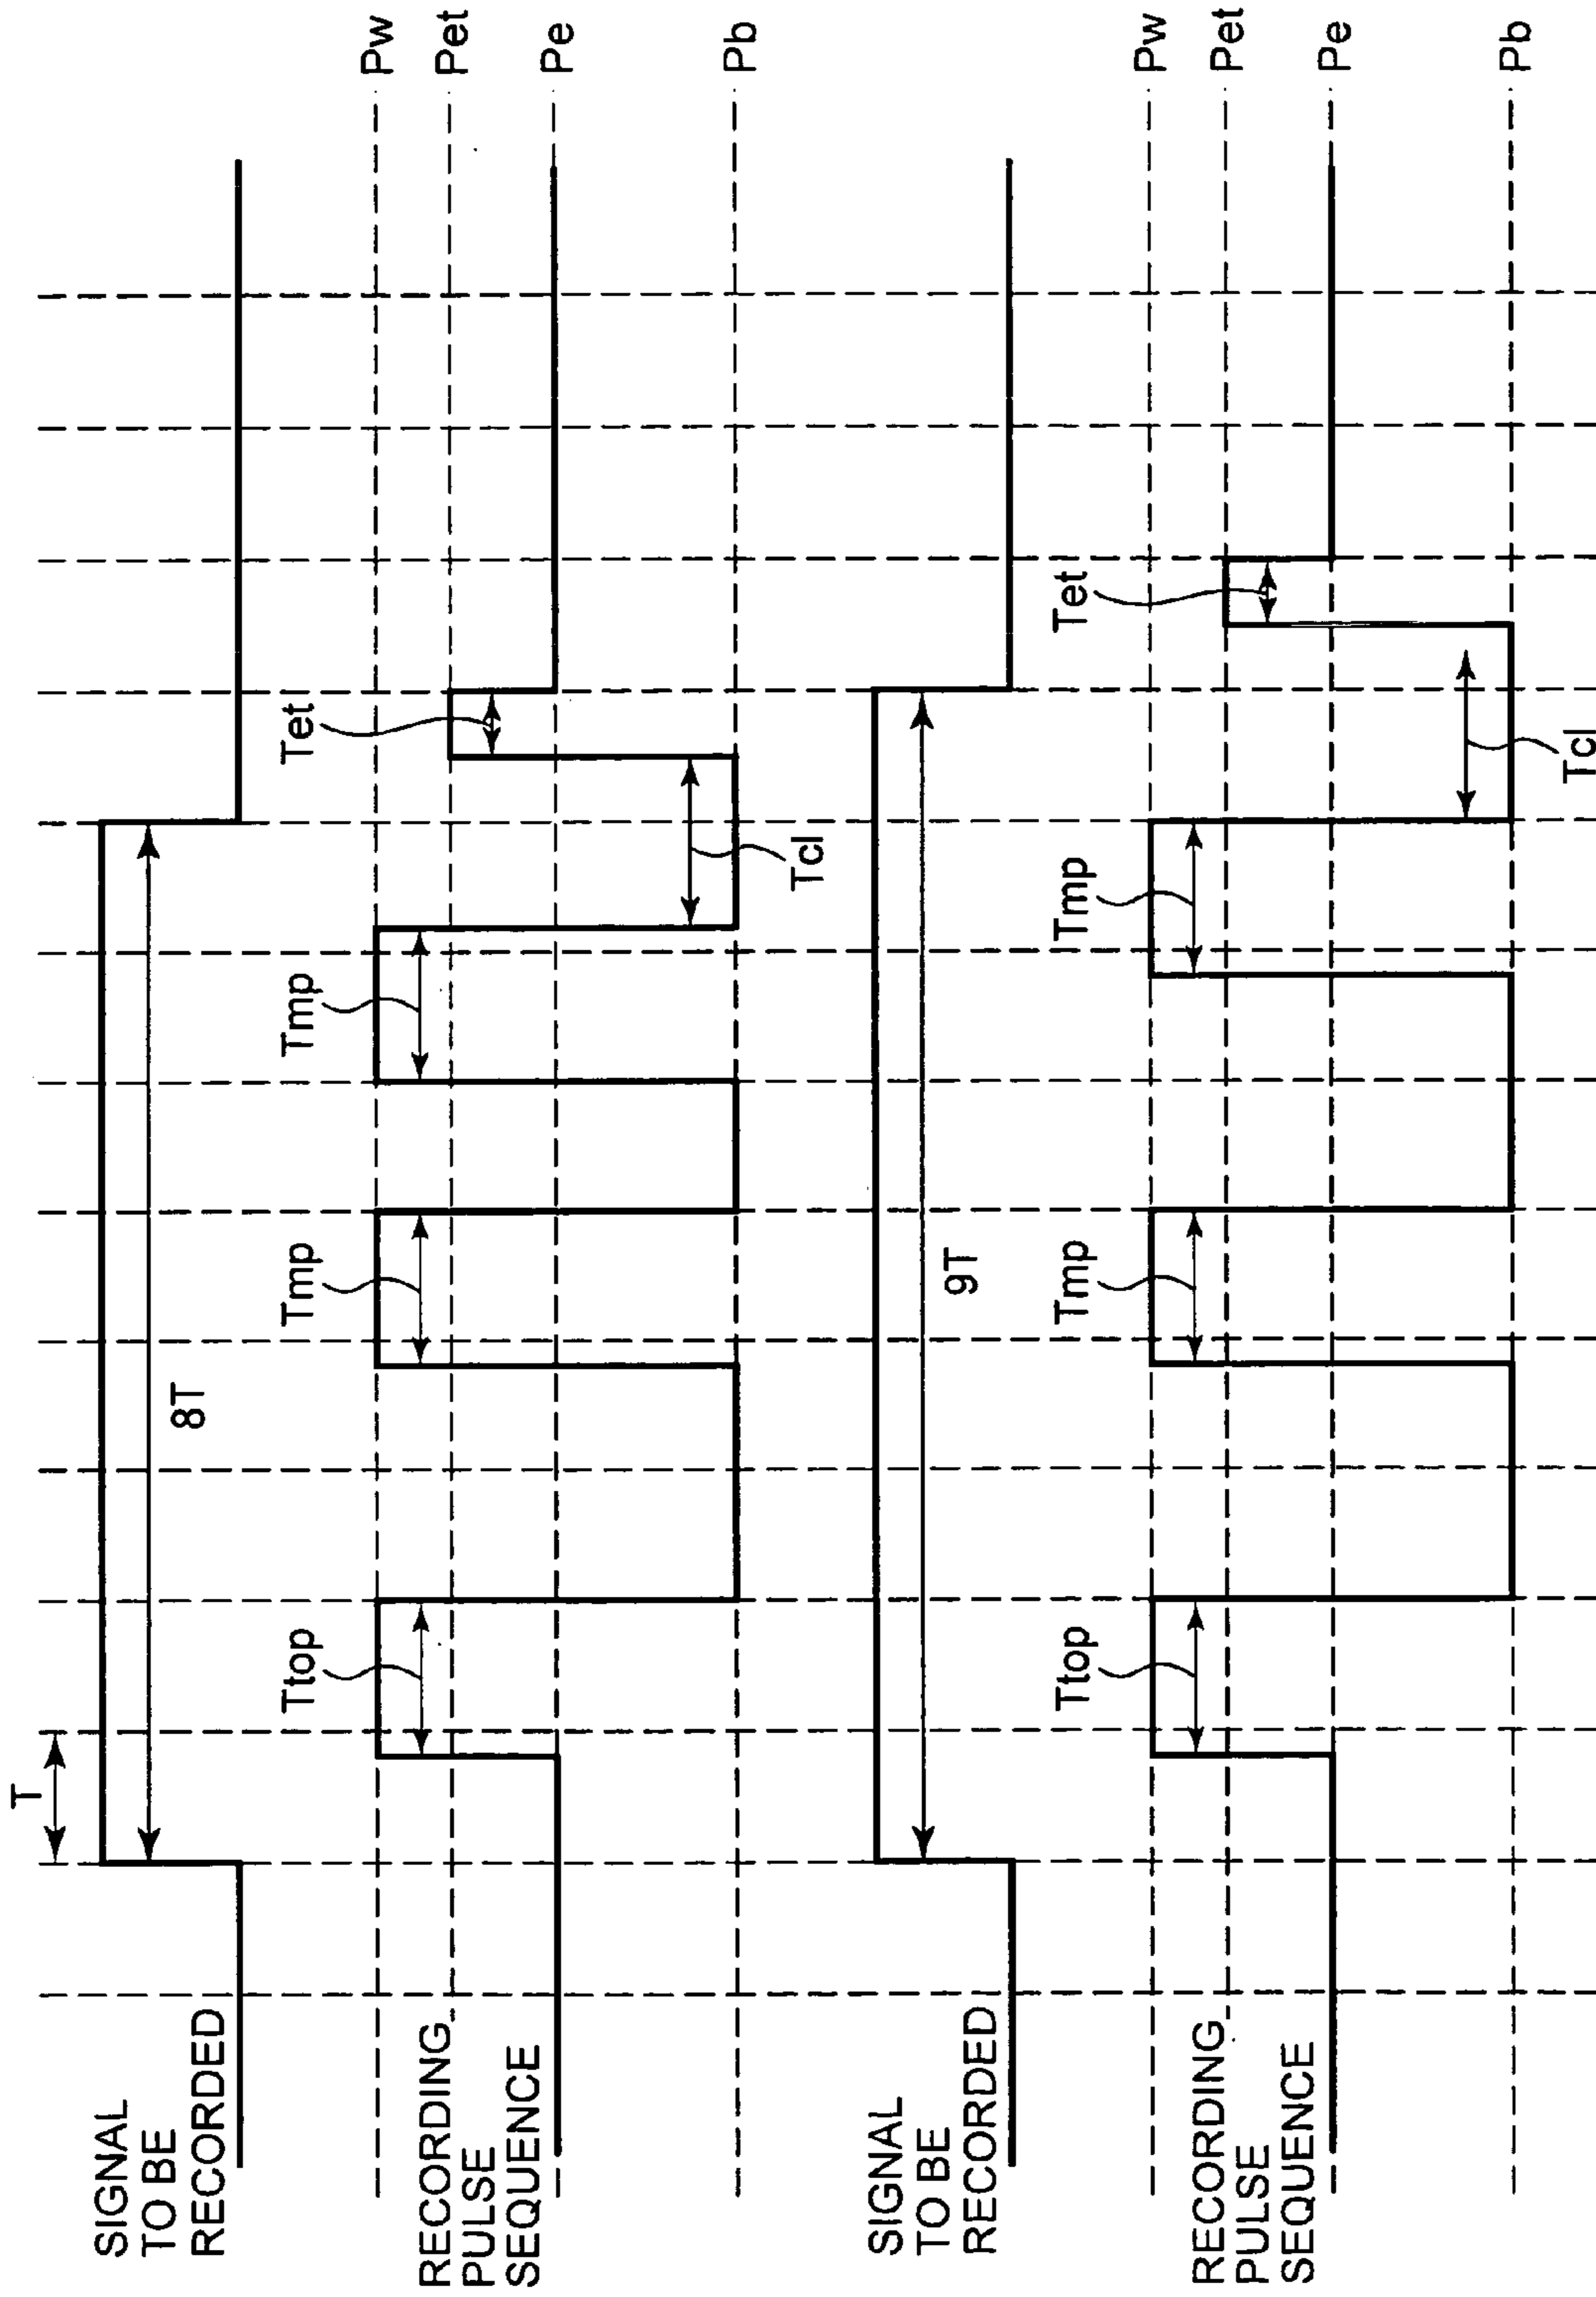 T
SIGNAL
TO BE
RECORDED
8T
RECORDING
PULSE
SEQUENCE
Ttop
Tmp
Tmp
Tcl
Tet
Pw
Pet
Pe
Pb
SIGNAL
TO BE
RECORDED
9T
RECORDING
PULSE
SEQUENCE
Ttop
Tmp
Tmp
Tcl
Tet
Pw
Pet
Pe
Pb